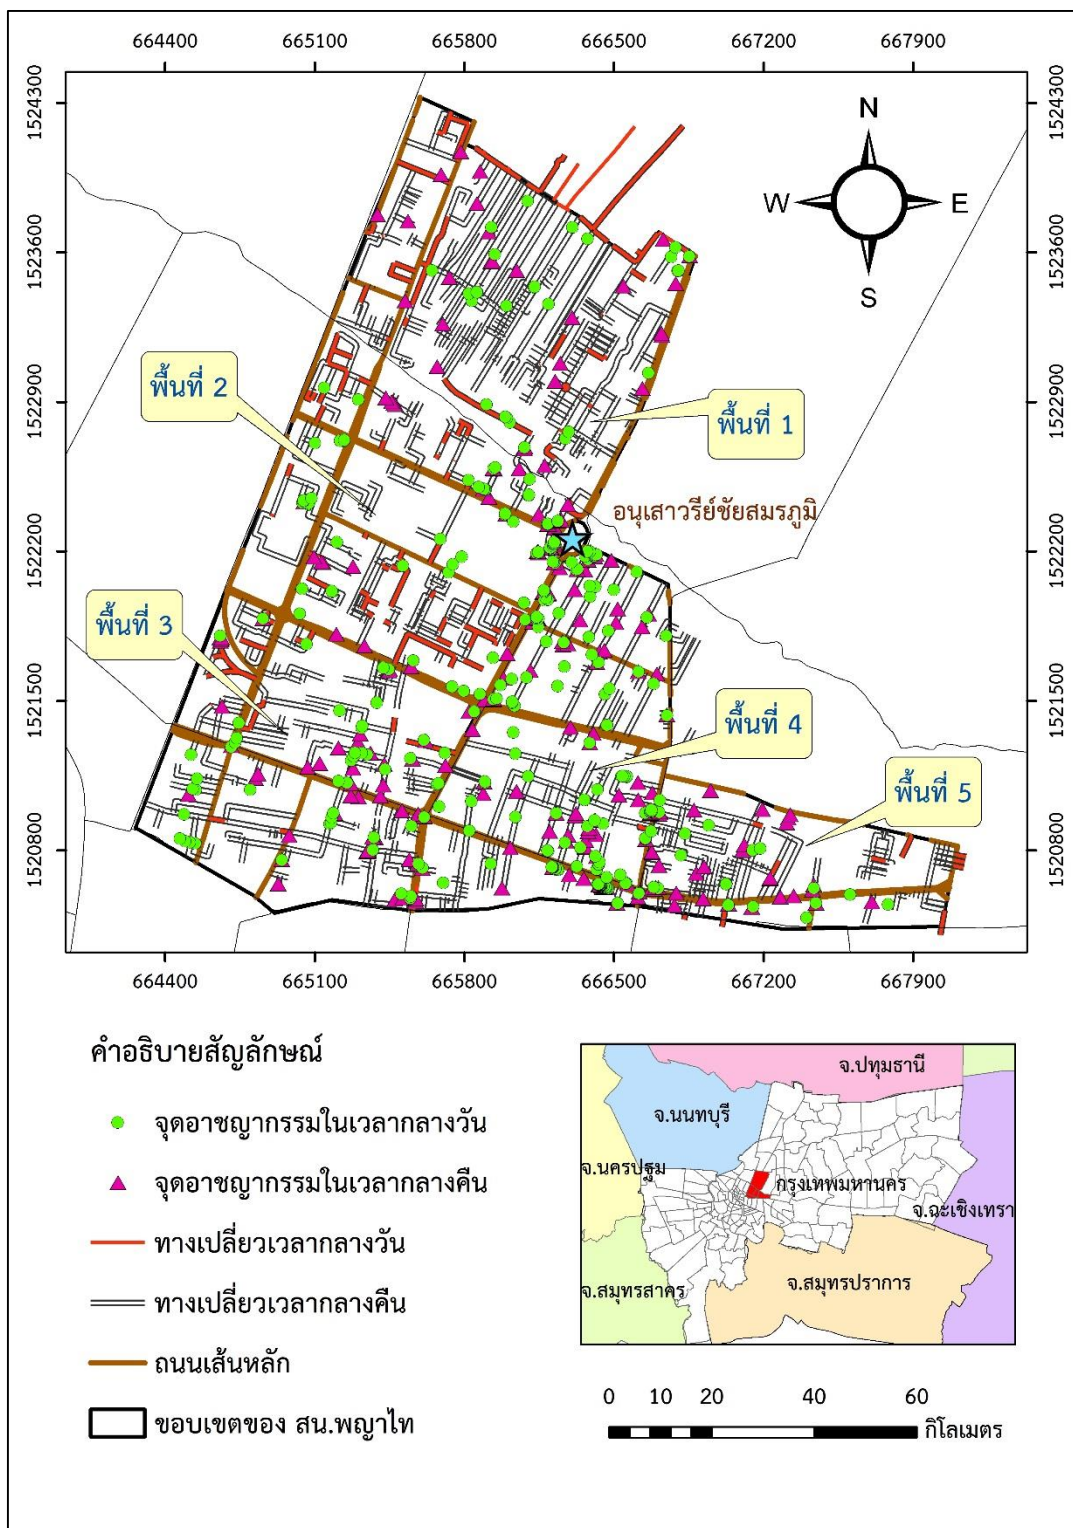 664400 665100 665800 666500 667200 667900
1524300 1524300
N
W E
S
1523600 1523600
1522900 1522900
พื้นที่ 2
พื้นที่ 1
อนุเสาวรีย์ชัยสมรภูมิ
1522200 1522200
พื้นที่ 3
1521500 1521500
พื้นที่ 4
พื้นที่ 5
1520800 1520800
664400 665100 665800 666500 667200 667900
คำอธิบายสัญลักษณ์
จุดอาชญากรรมในเวลากลางวัน
จุดอาชญากรรมในเวลากลางคืน
ทางเปลี่ยวเวลากลางวัน
ทางเปลี่ยวเวลากลางคืน
ถนนเส้นหลัก
ขอบเขตของ สน.พญาไท
จ.ปทุมธานี
จ.นนทบุรี
จ.นครปฐม
กรุงเทพมหานคร
จ.ฉะเชิงเทรา
จ.สมุทรสาคร
จ.สมุทรปราการ
0 10 20 40 60
กิโลเมตร